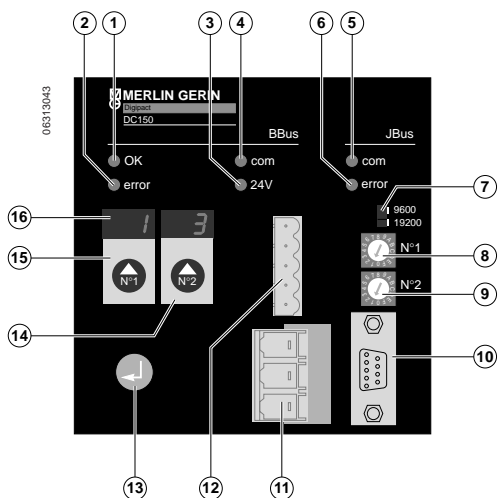 2 1 3 4 6 5
06313043
MERLIN GERIN
Digipact
DC150
BBus JBus
OK com com
error 24V error
7
16 1 3 9600
19200
15 N°1 N°2 N°1 8
N°2 9
14
10
13 12 11